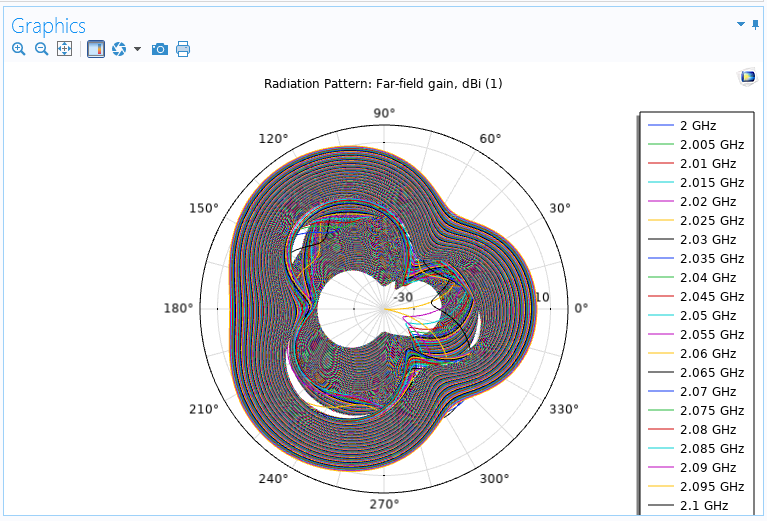 Graphics
Radiation Pattern: Far-field gain, dBi (1)
90°
120°
60°
150°
30°
180°
-30
10
0°
210°
330°
240°
300°
270°
2 GHz
2.005 GHz
2.01 GHz
2.015 GHz
2.02 GHz
2.025 GHz
2.03 GHz
2.035 GHz
2.04 GHz
2.045 GHz
2.05 GHz
2.055 GHz
2.06 GHz
2.065 GHz
2.07 GHz
2.075 GHz
2.08 GHz
2.085 GHz
2.09 GHz
2.095 GHz
2.1 GHz